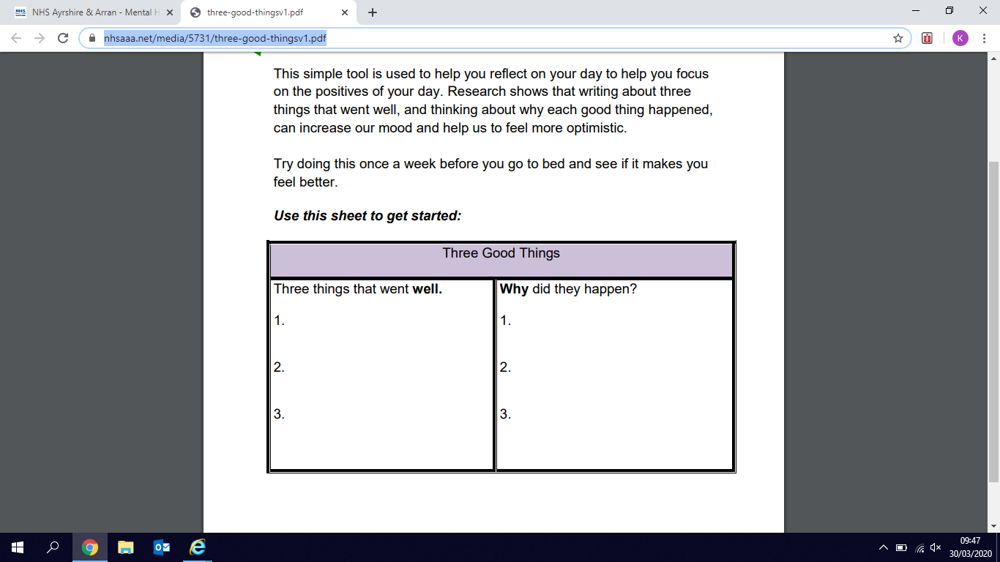 NHS Ayrshire & Arran - Mental H
three-good-thingsv1.pdf
nhsaaa.net/media/5731/three-good-thingsv1.pdf
K
This simple tool is used to help you reflect on your day to help you focus
on the positives of your day. Research shows that writing about three
things that went well, and thinking about why each good thing happened,
can increase our mood and help us to feel more optimistic.
Try doing this once a week before you go to bed and see if it makes you
feel better.
Use this sheet to get started:
Three Good Things
Three things that went well.
1.
2.
3.
Why did they happen?
1.
2.
3.
09:47
30/03/2020